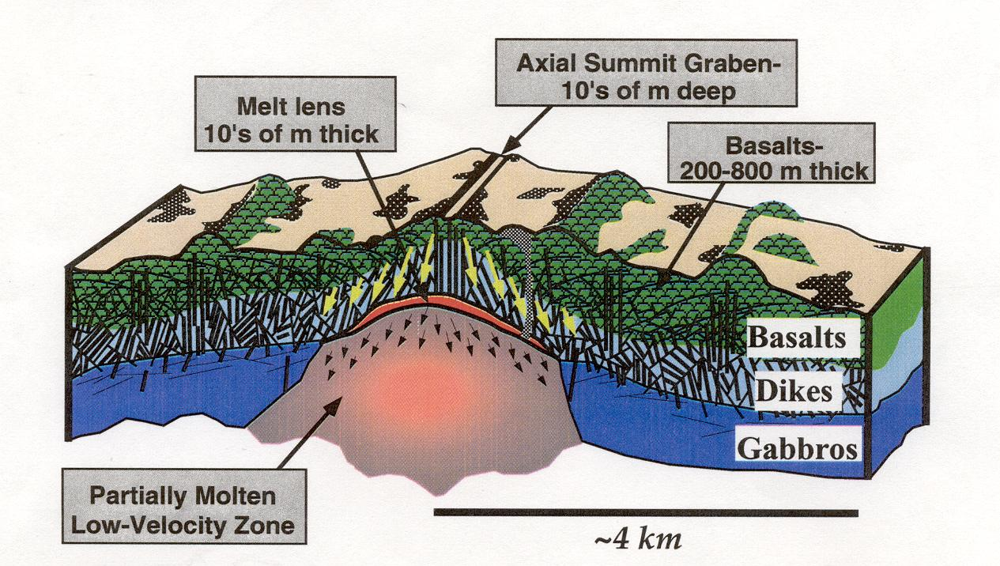 Axial Summit Graben-
10's of m deep
Melt lens
10's of m thick
Basalts-
200-800 m thick
Basalts
Dikes
Gabbros
Partially Molten
Low-Velocity Zone
~4 km